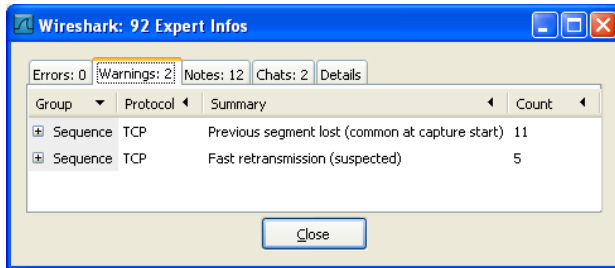 Wireshark: 92 Expert Infos
Errors: 0 Warnings: 2 Notes: 12 Chats: 2 Details
Group Protocol Summary Count
Sequence TCP Previous segment lost (common at capture start) 11
Sequence TCP Fast retransmission (suspected) 5
Close